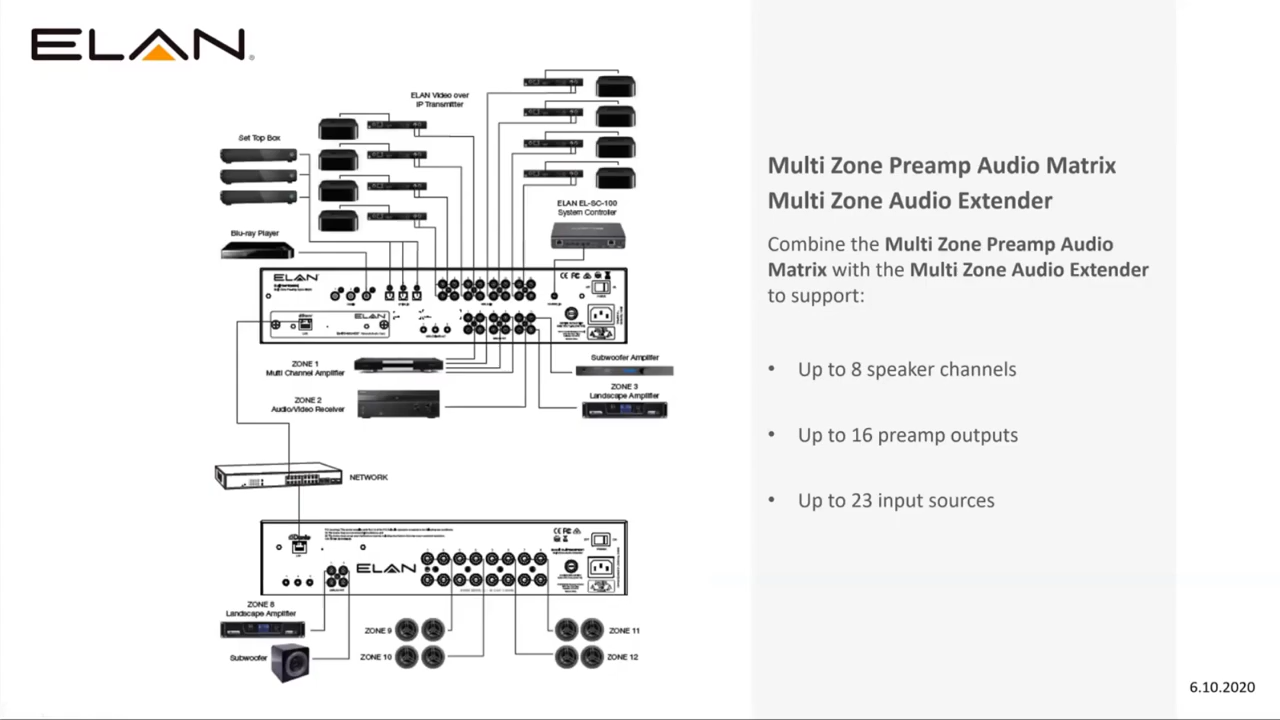 ELAN
ELAN Video over
IP Transmitter
Set Top Box
ELAN EL-SC-100
System Controller
Blu-ray Player
ELAN
ELAN
ZONE 1
Multi Channel Amplifier
Subwoofer Amplifier
ZONE 2
Audio/Video Receiver
ZONE 3
Landscape Amplifier
NETWORK
ELAN
ZONE 8
Landscape Amplifier
Subwoofer
ZONE 9
ZONE 10
ZONE 11
ZONE 12
Multi Zone Preamp Audio Matrix
Multi Zone Audio Extender
Combine the Multi Zone Preamp Audio
Matrix with the Multi Zone Audio Extender
to support:
• Up to 8 speaker channels
• Up to 16 preamp outputs
• Up to 23 input sources
6.10.2020